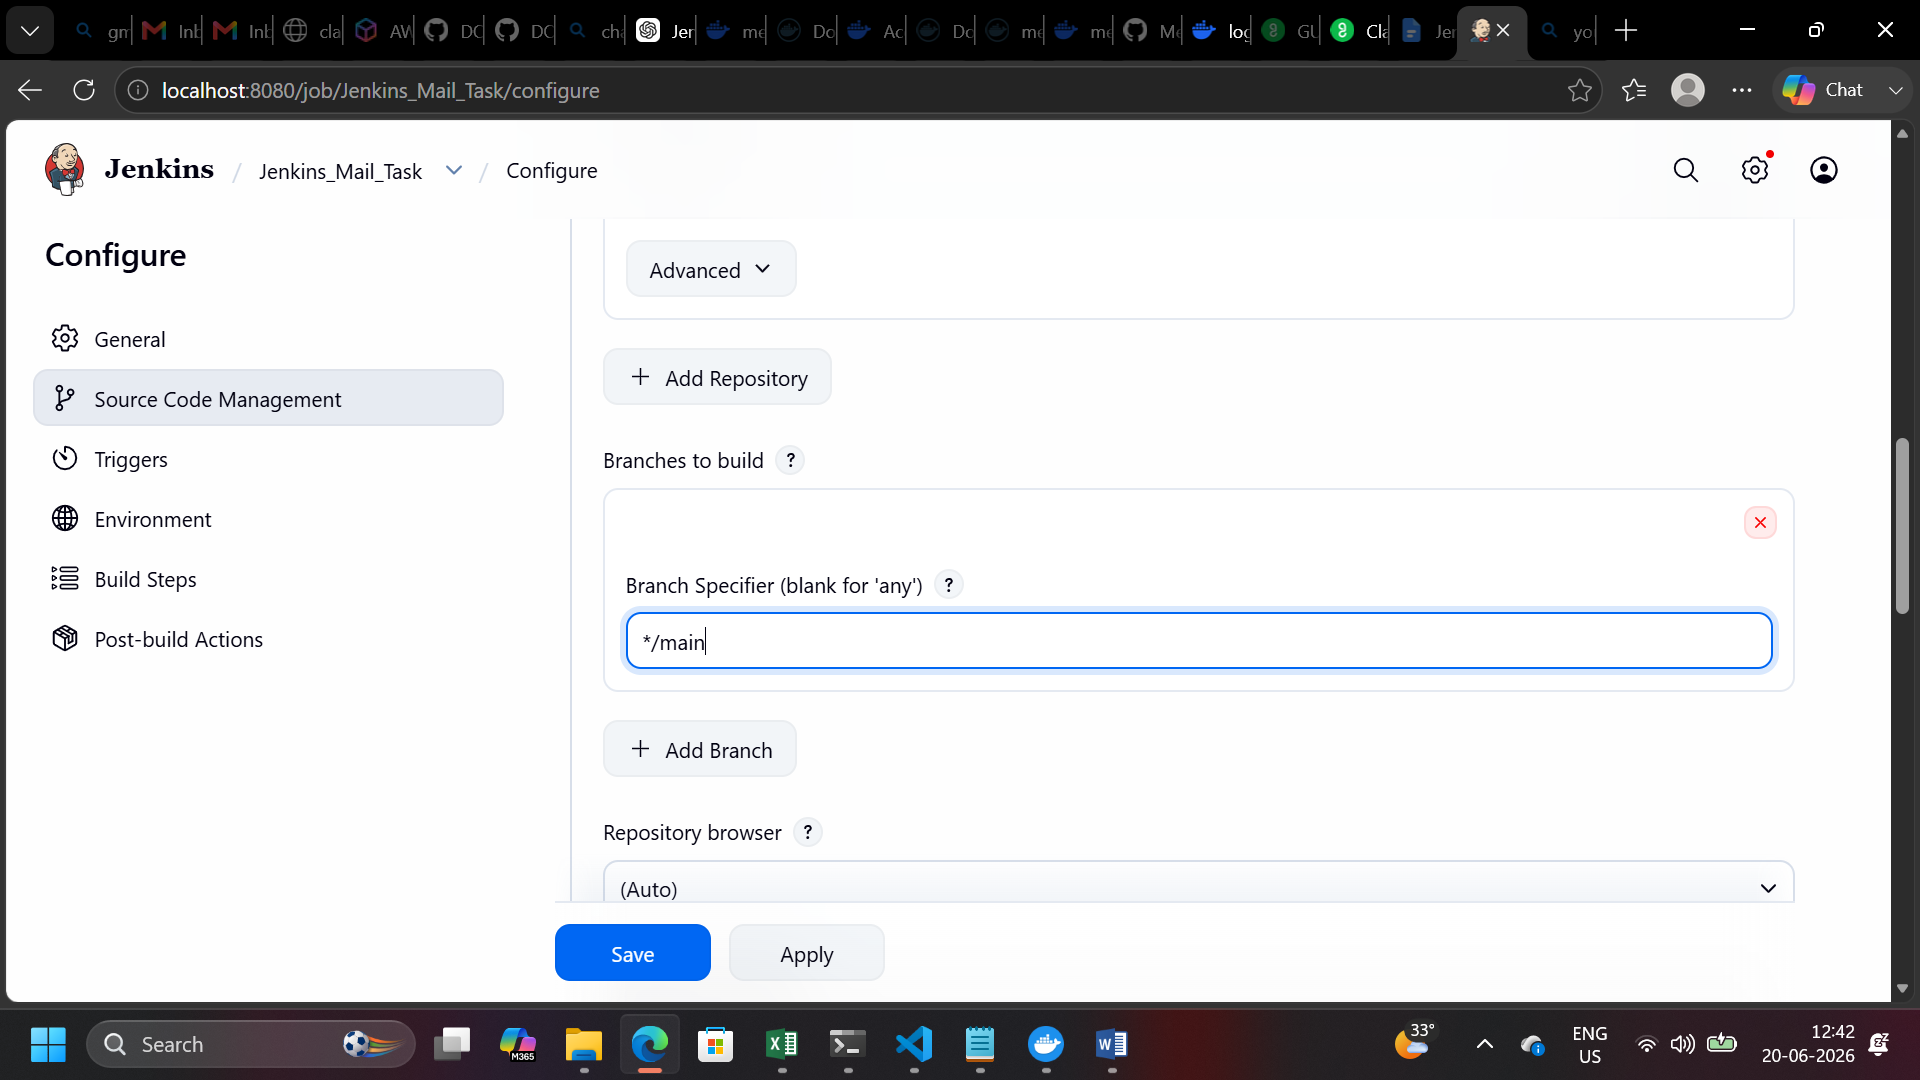 localhost:8080/job/Jenkins_Mail_Task/configure
Chat
Jenkins / Jenkins_Mail_Task / Configure
Configure
General
Source Code Management
Triggers
Environment
Build Steps
Post-build Actions
Advanced
+ Add Repository
Branches to build ?
Branch Specifier (blank for 'any') ?
*/main
+ Add Branch
Repository browser ?
(Auto)
Save
Apply
Search
M365
33°
ENG
US
12:42
20-06-2026